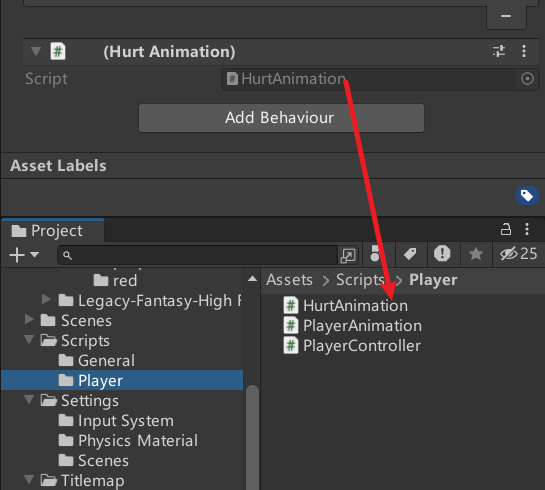 (Hurt Animation)
Script
HurtAnimation
Add Behaviour
Asset Labels
Project
25
red
Legacy-Fantasy-High F
Scenes
Scripts
General
Player
Settings
Input System
Physics Material
Scenes
Titlemap
Assets > Scripts > Player
HurtAnimation
PlayerAnimation
PlayerController